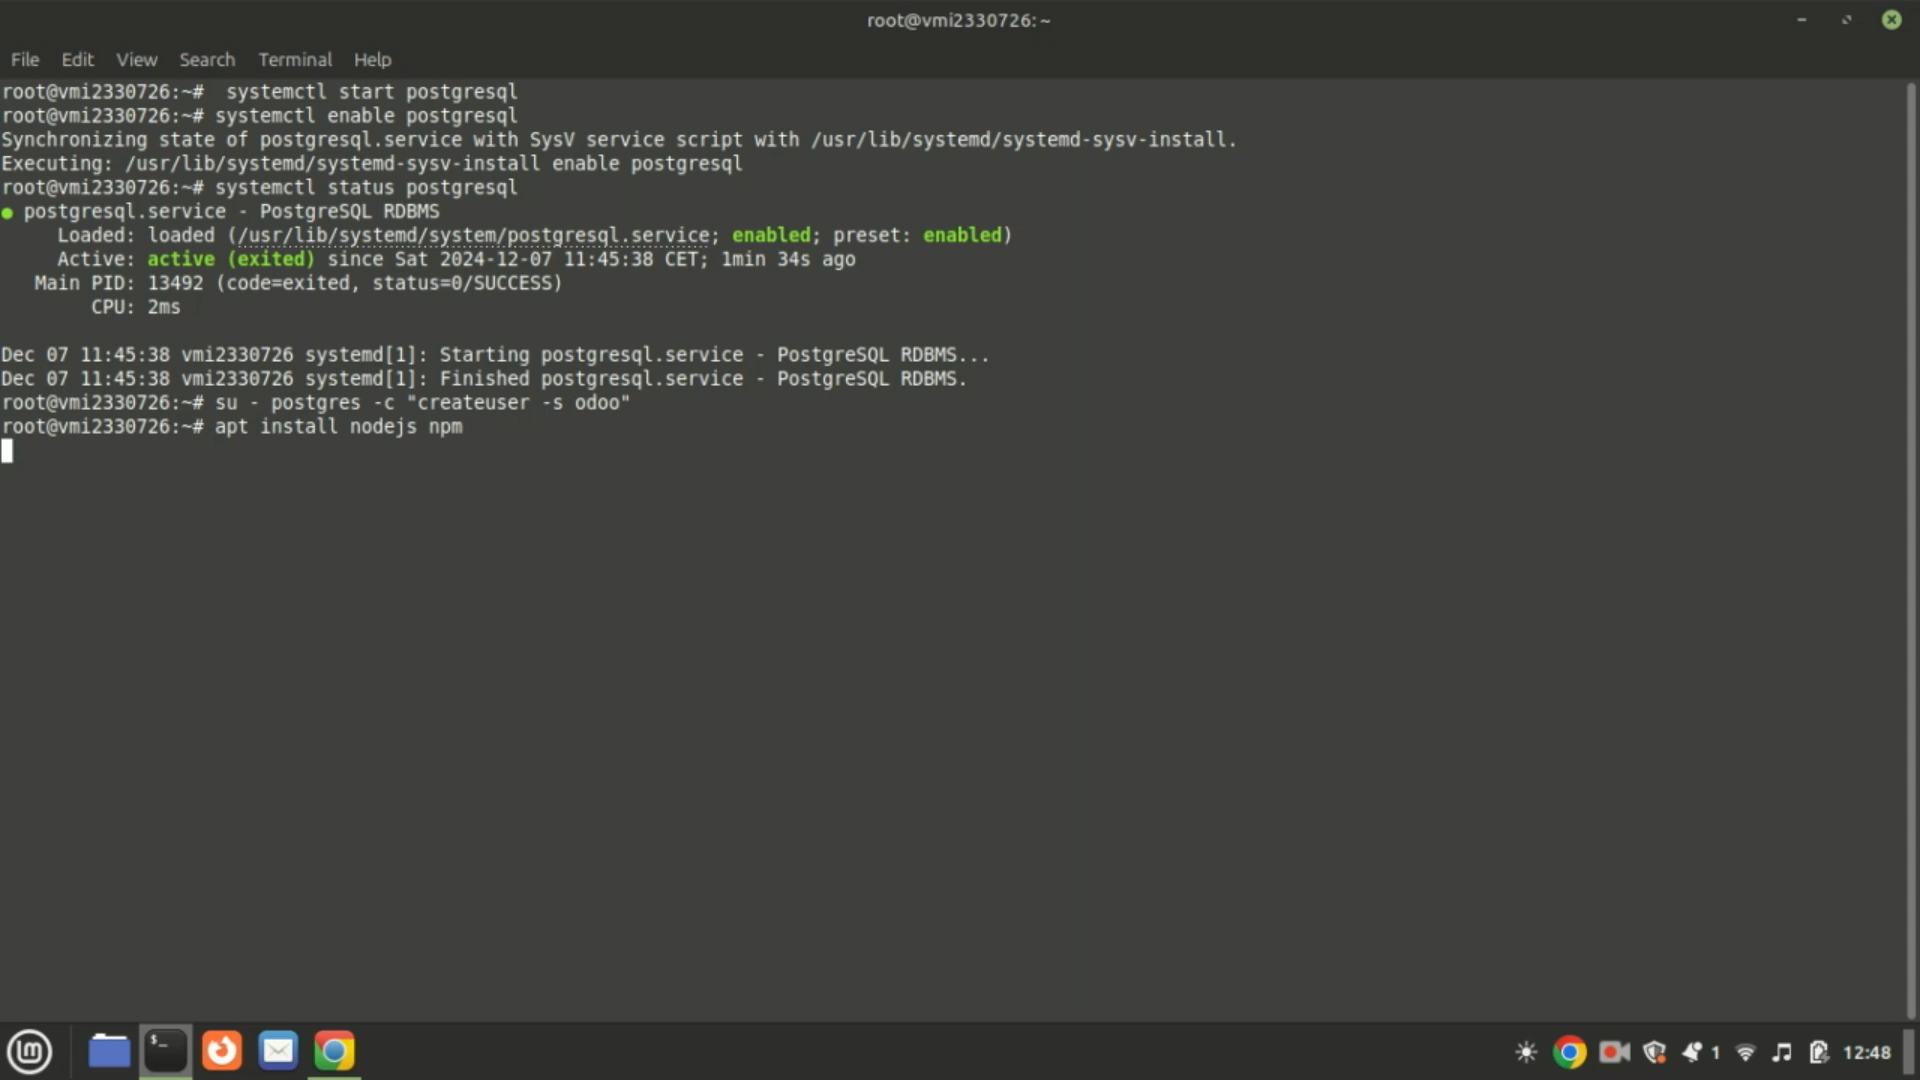 root@vmi2330726:~
File Edit View Search Terminal Help
root@vmi2330726:~#  systemctl start postgresql
root@vmi2330726:~# systemctl enable postgresql
Synchronizing state of postgresql.service with SysV service script with /usr/lib/systemd/systemd-sysv-install.
Executing: /usr/lib/systemd/systemd-sysv-install enable postgresql
root@vmi2330726:~# systemctl status postgresql
● postgresql.service - PostgreSQL RDBMS
     Loaded: loaded (/usr/lib/systemd/system/postgresql.service; enabled; preset: enabled)
     Active: active (exited) since Sat 2024-12-07 11:45:38 CET; 1min 34s ago
   Main PID: 13492 (code=exited, status=0/SUCCESS)
        CPU: 2ms
Dec 07 11:45:38 vmi2330726 systemd[1]: Starting postgresql.service - PostgreSQL RDBMS...
Dec 07 11:45:38 vmi2330726 systemd[1]: Finished postgresql.service - PostgreSQL RDBMS.
root@vmi2330726:~# su - postgres -c "createuser -s odoo"
root@vmi2330726:~# apt install nodejs npm
$_
1
12:48